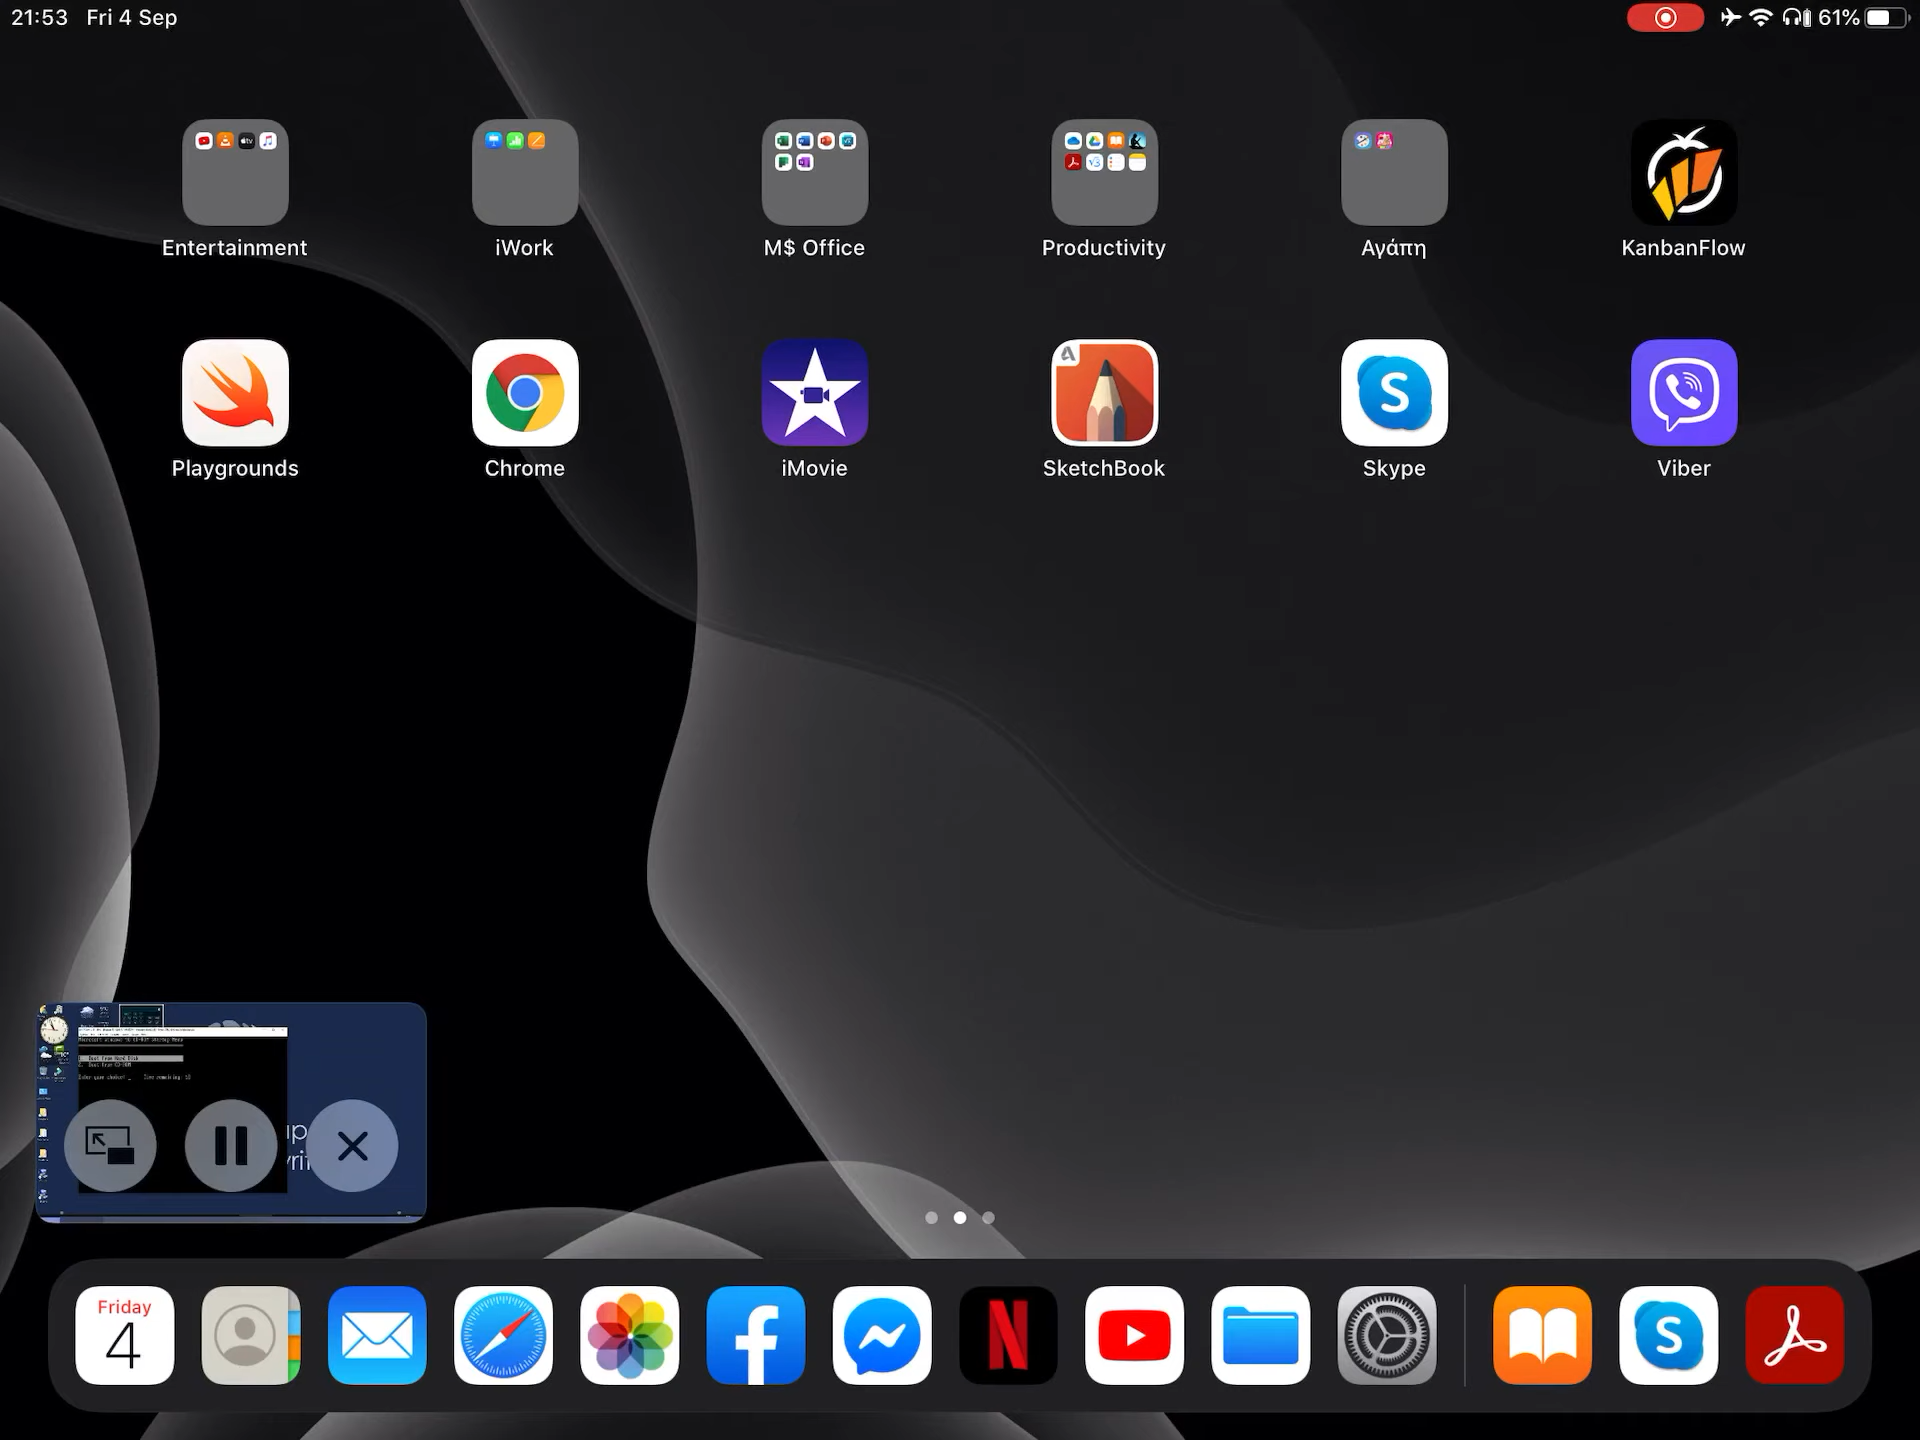 21:53 Fri 4 Sep
61%
Entertainment
iWork
M$ Office
Productivity
Αγάπη
KanbanFlow
Playgrounds
Chrome
iMovie
SketchBook
Skype
Viber
Friday
4